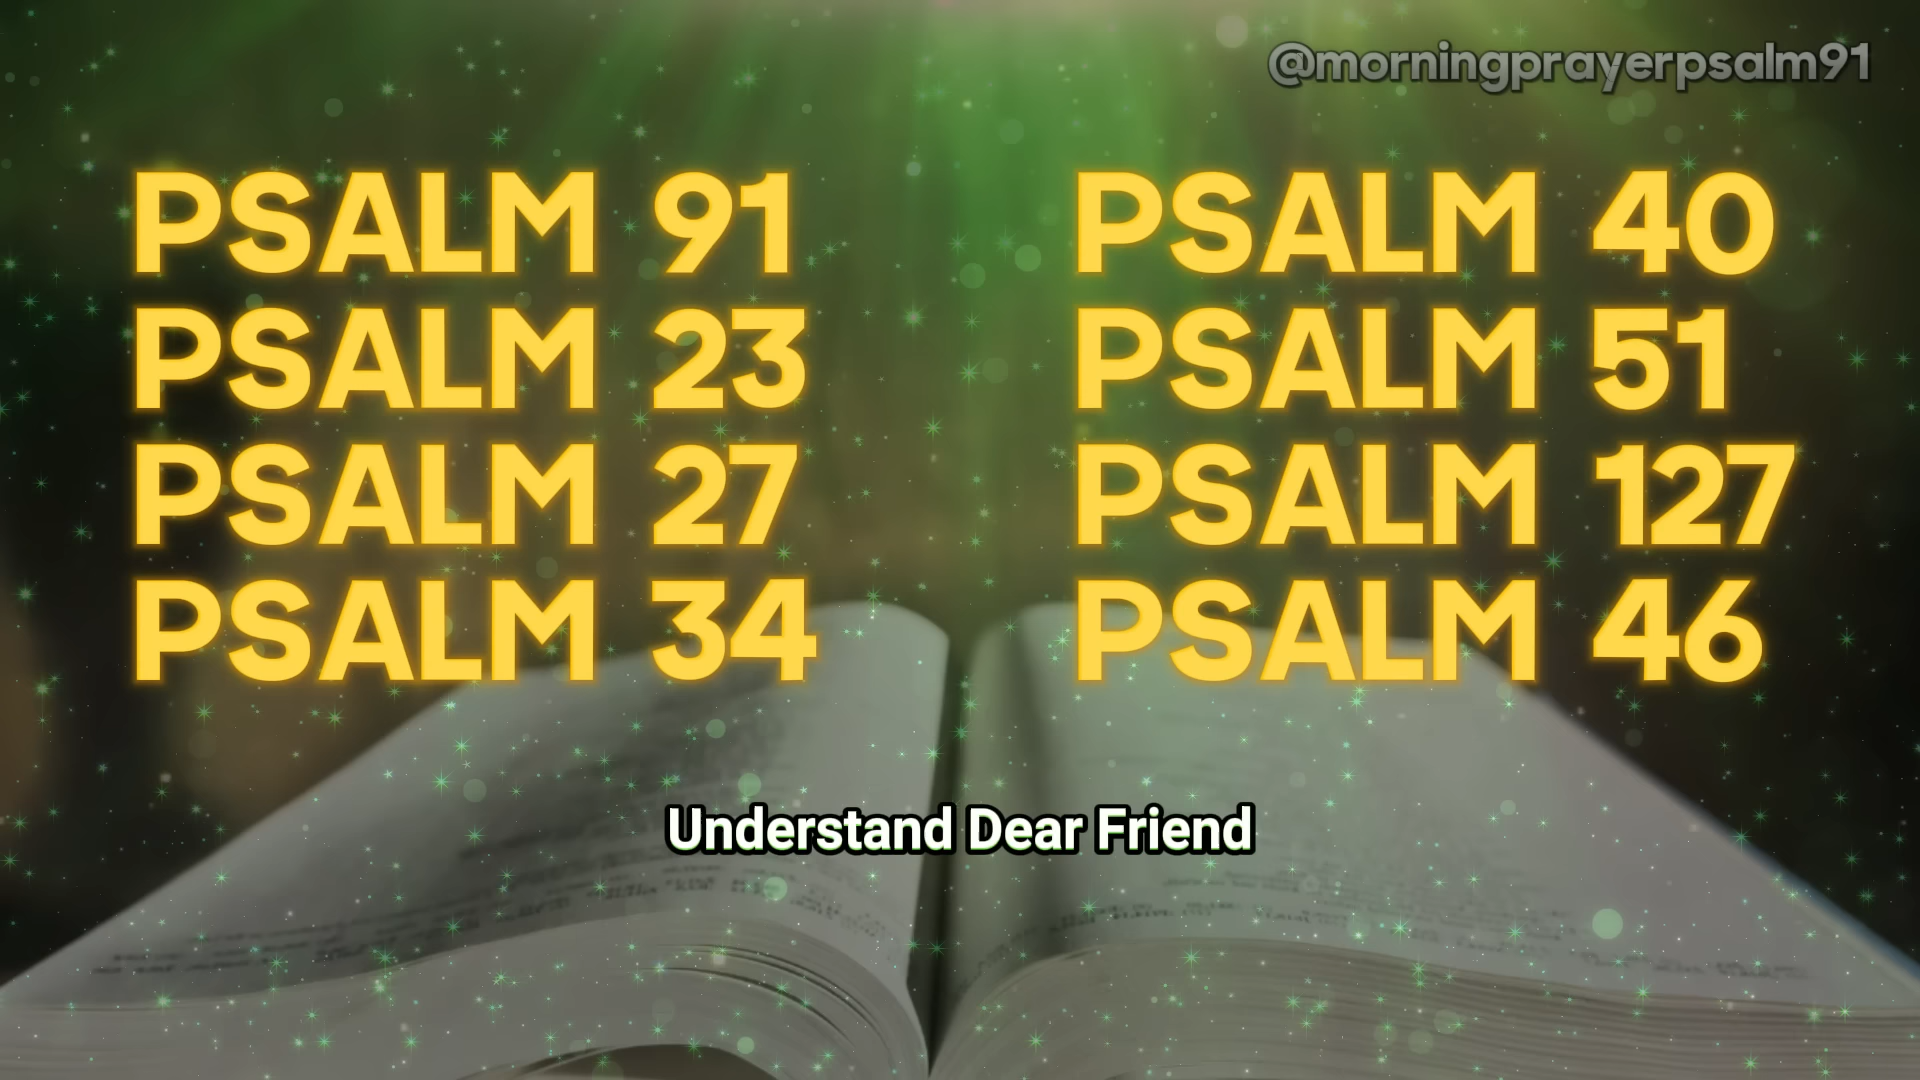 @morningprayerpsalm91
PSALM 91
PSALM 23
PSALM 27
PSALM 34
PSALM 40
PSALM 51
PSALM 127
PSALM 46
Understand Dear Friend